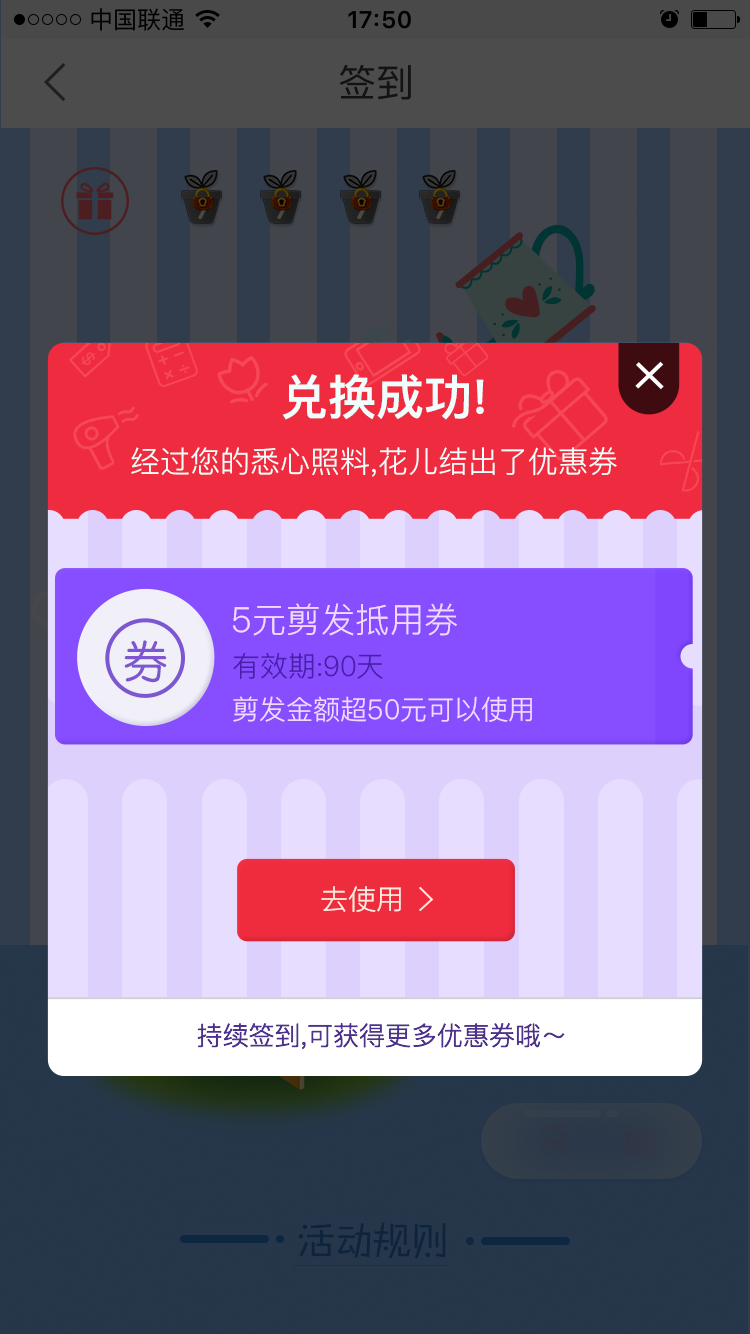 中国联通
17:50
签到
兑换成功!
经过您的悉心照料,花儿结出了优惠券
券
5元剪发抵用券
有效期:90天
剪发金额超50元可以使用
去使用
持续签到,可获得更多优惠券哦～
活动规则